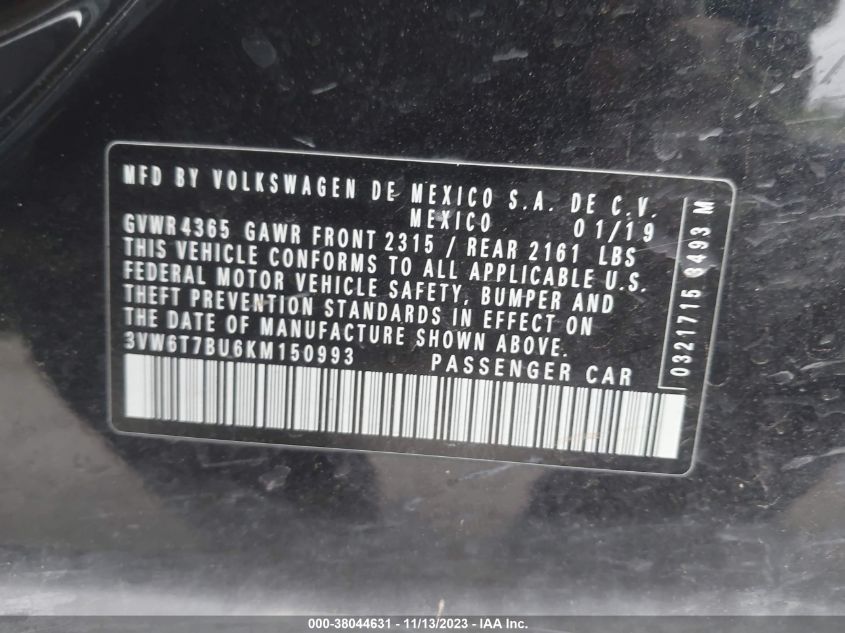 MFD BY VOLKSWAGEN DE MEXICO S.A. DE C.V.
MEXICO 01/19
GVWR 4365 GAWR FRONT 2315 / REAR 2161 LBS
THIS VEHICLE CONFORMS TO ALL APPLICABLE U.S.
FEDERAL MOTOR VEHICLE SAFETY, BUMPER AND
THEFT PREVENTION STANDARDS IN EFFECT ON
THE DATE OF MANUFACTURE SHOWN ABOVE.
3VW6T7BU6KM150993 PASSENGER CAR
0321715 8493 M
000-38044631 - 11/13/2023 - IAA Inc.